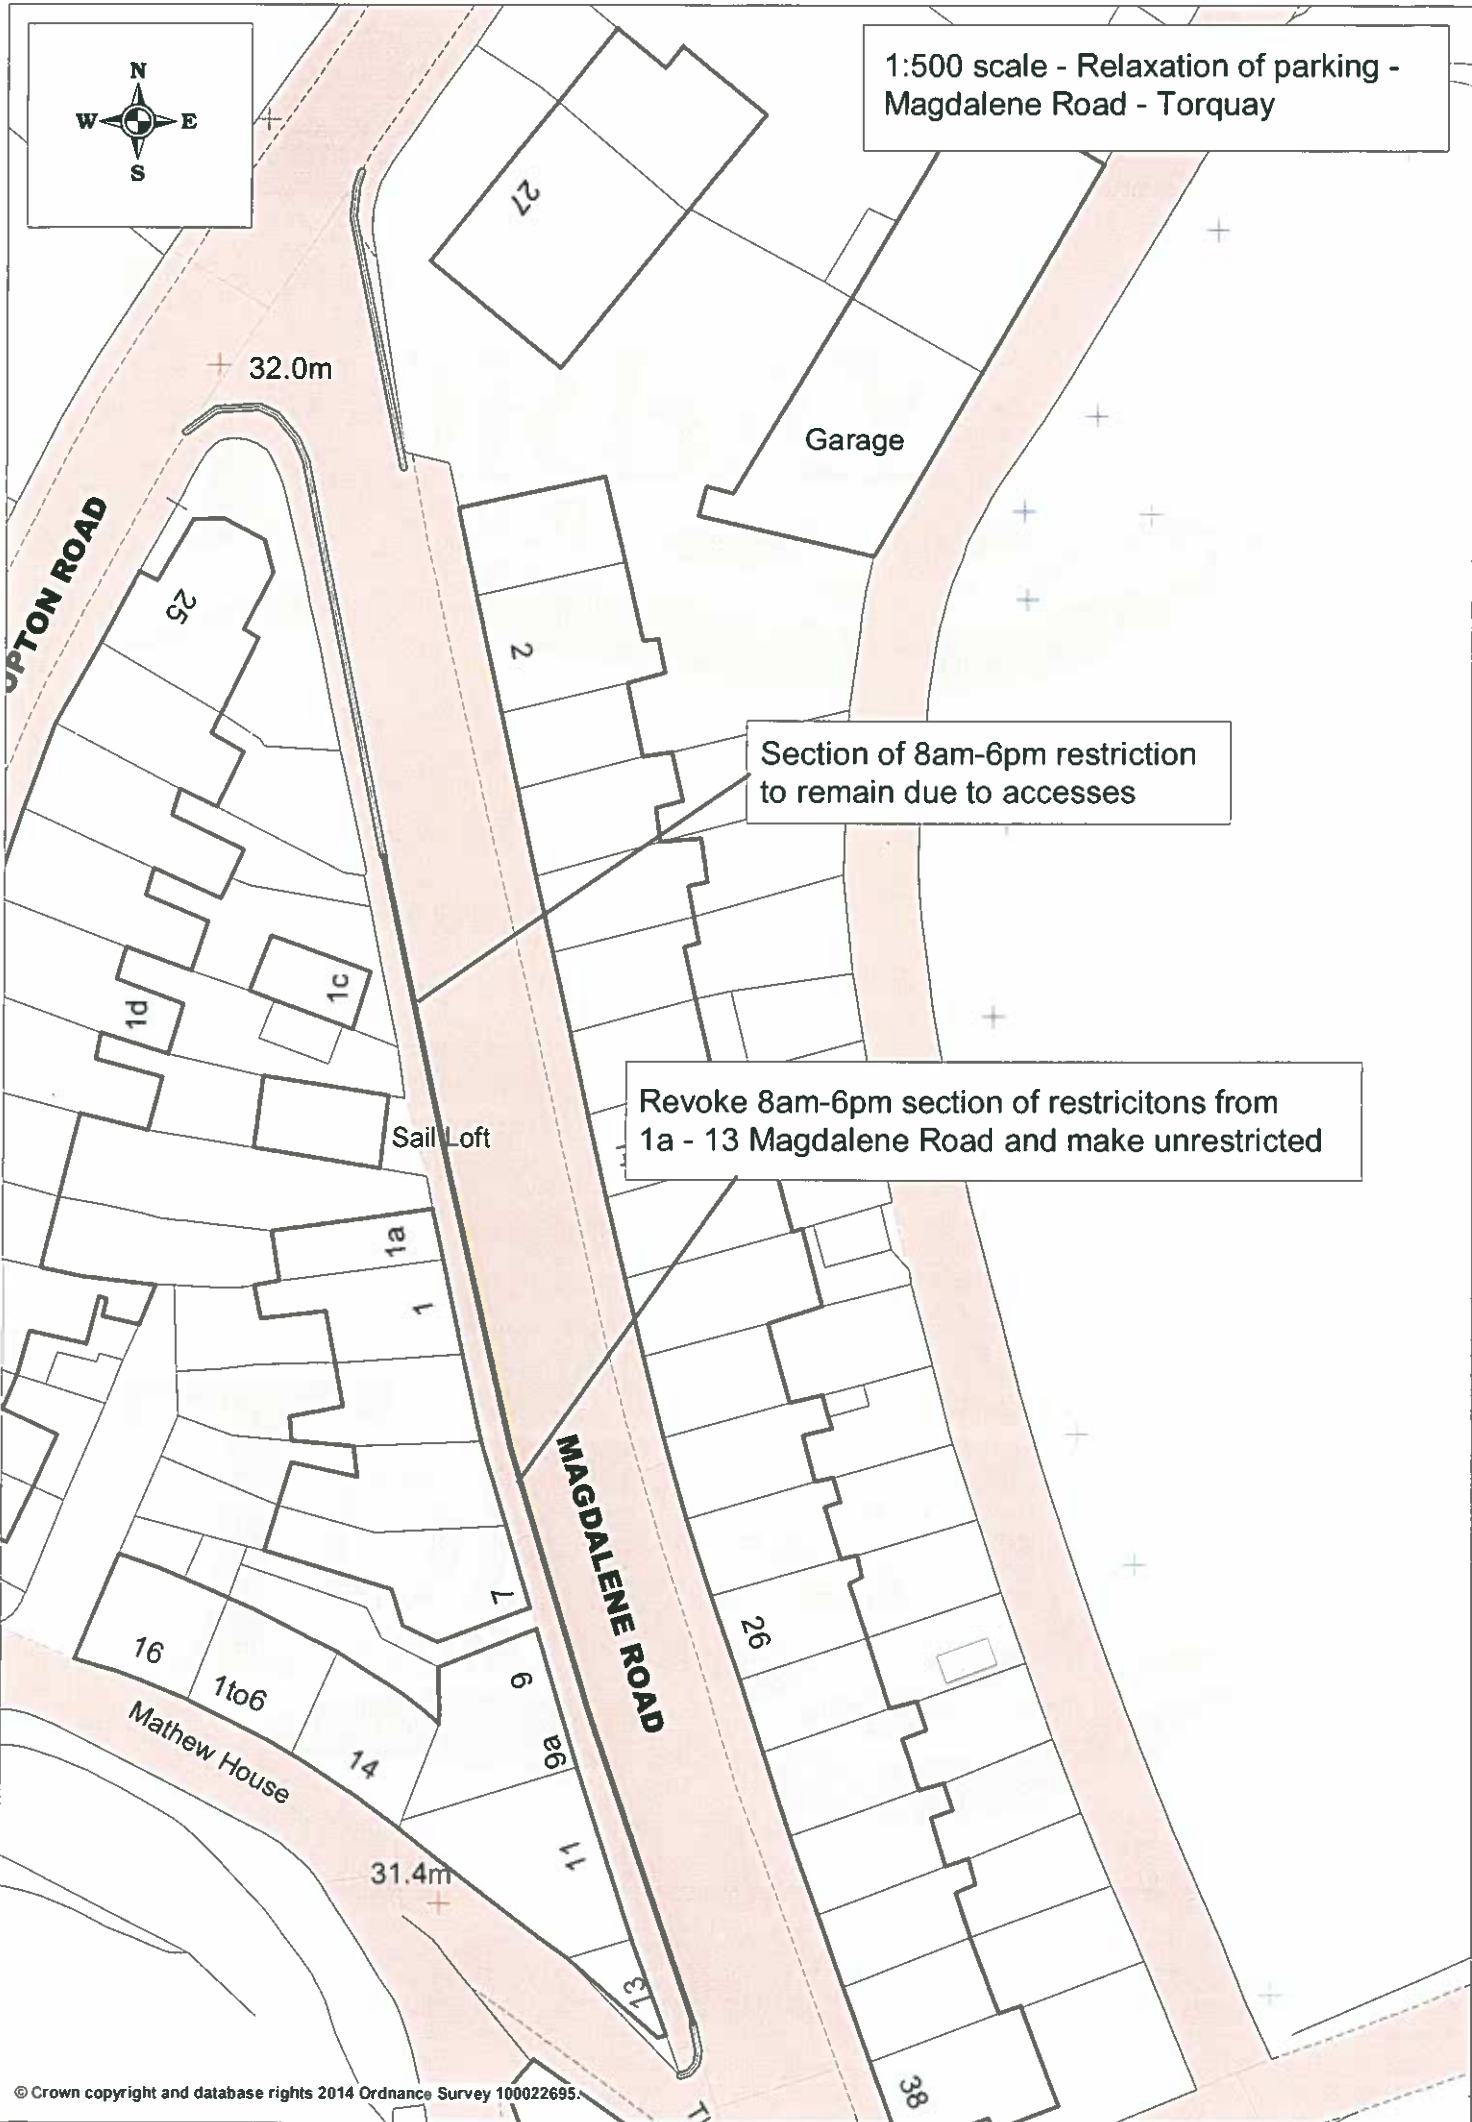 N
W E
S
1:500 scale - Relaxation of parking -
Magdalene Road - Torquay
27
32.0m
Garage
UPTON ROAD
25
2
Section of 8am-6pm restriction
to remain due to accesses
1c
1d
Revoke 8am-6pm section of restricitons from
1a - 13 Magdalene Road and make unrestricted
Sail Loft
1a
1
MAGDALENE ROAD
7
26
16
1to6
14
Mathew House
9
9a
11
31.4m
13
38
© Crown copyright and database rights 2014 Ordnance Survey 100022695.